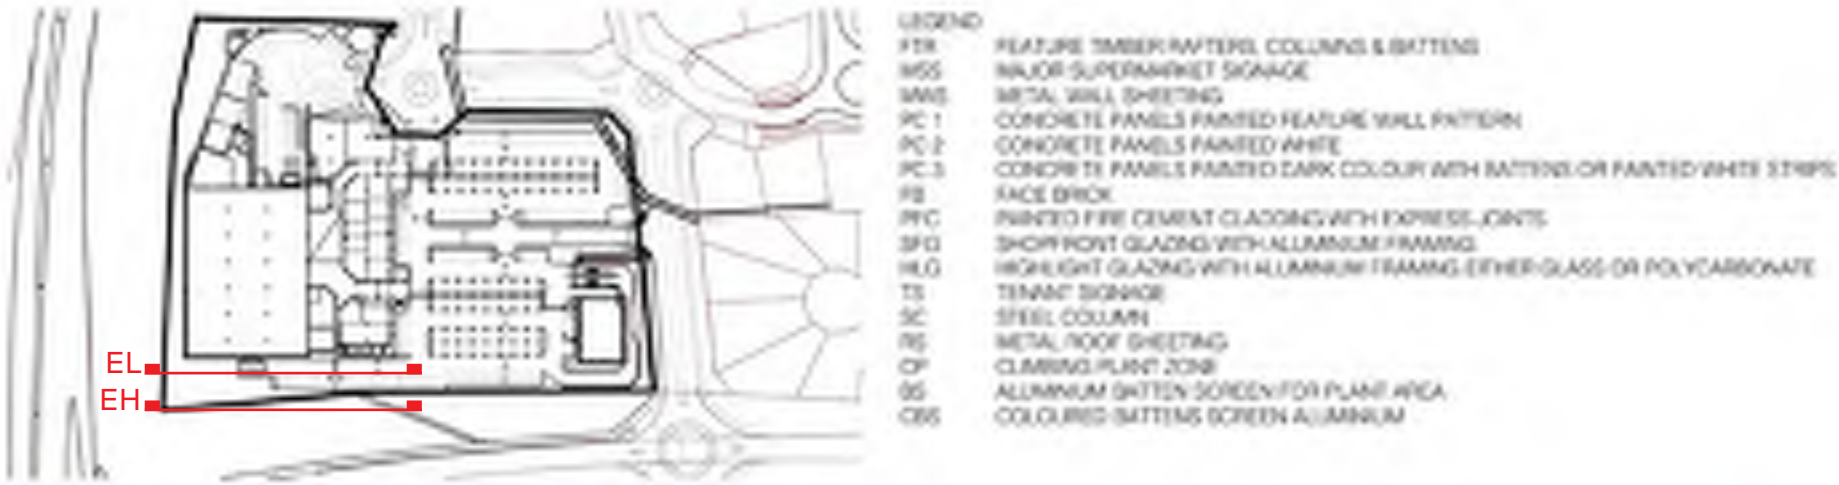 EL
EH
LEGEND
FTR FEATURE TIMBER RAFTERS, COLUMNS & BATTENS
MSS MAJOR SUPERMARKET SIGNAGE
MWS METAL WALL SHEETING
PC 1 CONCRETE PANELS PAINTED FEATURE WALL PATTERN
PC 2 CONCRETE PANELS PAINTED WHITE
PC 3 CONCRETE PANELS PAINTED DARK COLOUR WITH BATTENS OR PAINTED WHITE STRIPS
FB FACE BRICK
PFC PAINTED FIRE CEMENT CLADDING WITH EXPRESS JOINTS
SFG SHOPFRONT GLAZING WITH ALUMINIUM FRAMING
HLG HIGHLIGHT GLAZING WITH ALUMINIUM FRAMING EITHER GLASS OR POLYCARBONATE
TS TENANT SIGNAGE
SC STEEL COLUMN
RS METAL ROOF SHEETING
CP CLIMBING PLANT ZONE
BS ALUMINIUM BATTEN SCREEN FOR PLANT AREA
CBS COLOURED BATTENS SCREEN ALUMINIUM